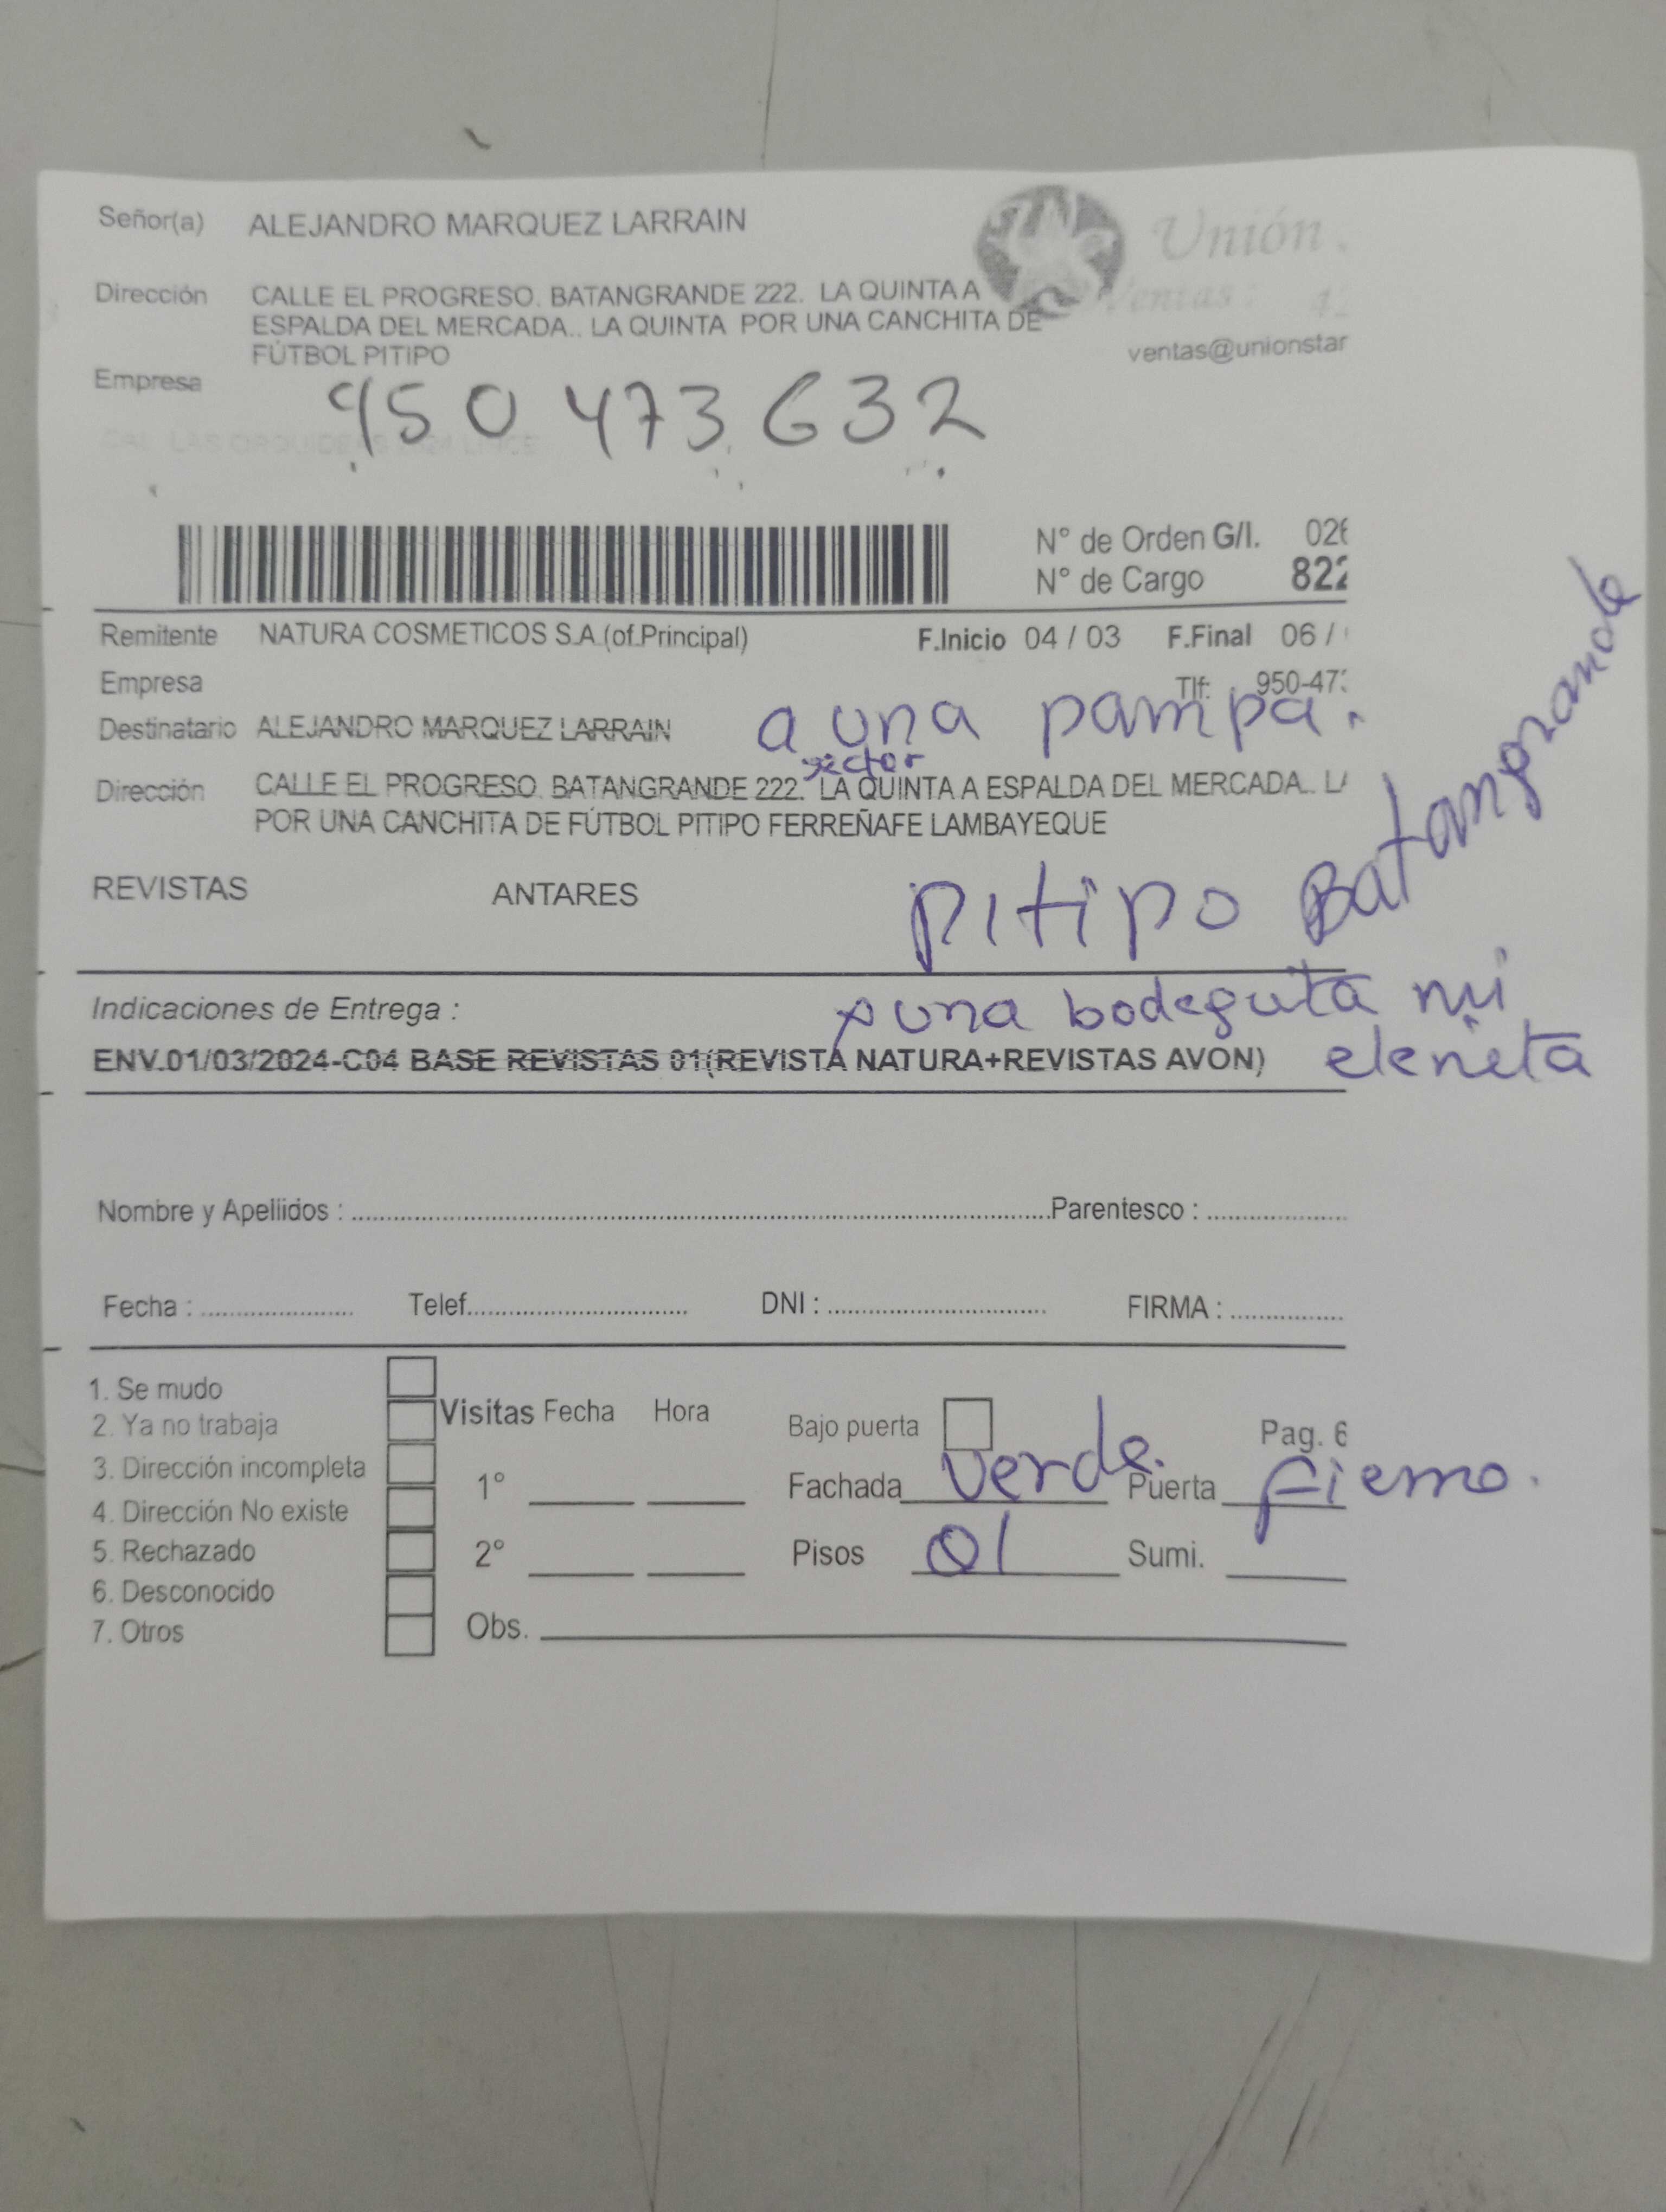 Señor(a) ALEJANDRO MARQUEZ LARRAIN
Unión
Ventas:
Dirección CALLE EL PROGRESO. BATANGRANDE 222. LA QUINTA A
ESPALDA DEL MERCADA.. LA QUINTA POR UNA CANCHITA DE
FÚTBOL PITIPO
ventas@unionstar
Empresa
950 473 632
CAL LAS ORQUIDEAS
N° de Orden G/I. 026
N° de Cargo 822
Remitente NATURA COSMETICOS S.A.(of.Principal) F.Inicio 04 / 03 F.Final 06 /
Empresa Tlf: 950-473
Destinatario ALEJANDRO MARQUEZ LARRAIN a una pampa.
sector
Dirección CALLE EL PROGRESO. BATANGRANDE 222. LA QUINTA A ESPALDA DEL MERCADA.. LA
POR UNA CANCHITA DE FÚTBOL PITIPO FERREÑAFE LAMBAYEQUE
REVISTAS ANTARES
Pitipo Batangrande
Indicaciones de Entrega :
una bodeguita mi
ENV.01/03/2024-C04 BASE REVISTAS 01(REVISTA NATURA+REVISTAS AVON) elenita
Nombre y Apellidos : Parentesco :
Fecha : Telef. DNI : FIRMA :
1. Se mudo
2. Ya no trabaja
3. Dirección incompleta
4. Dirección No existe
5. Rechazado
6. Desconocido
7. Otros
Visitas Fecha Hora
1°
2°
Obs.
Bajo puerta Pag. 6
Fachada verde. Puerta fierro.
Pisos 01 Sumi.